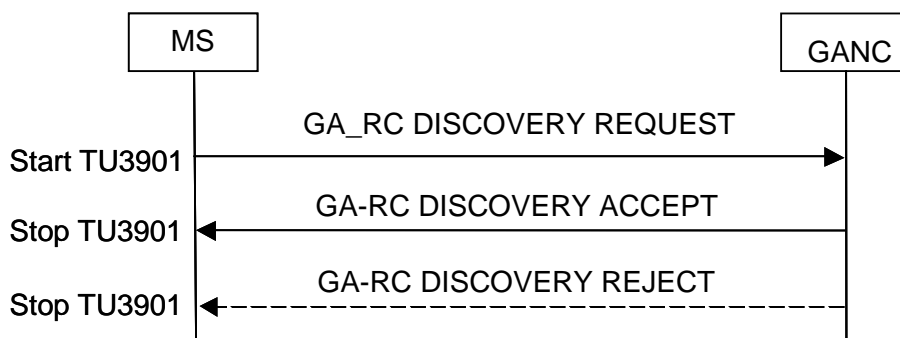 MS
GANC
GA_RC DISCOVERY REQUEST
Start TU3901
GA-RC DISCOVERY ACCEPT
Stop TU3901
GA-RC DISCOVERY REJECT
Stop TU3901